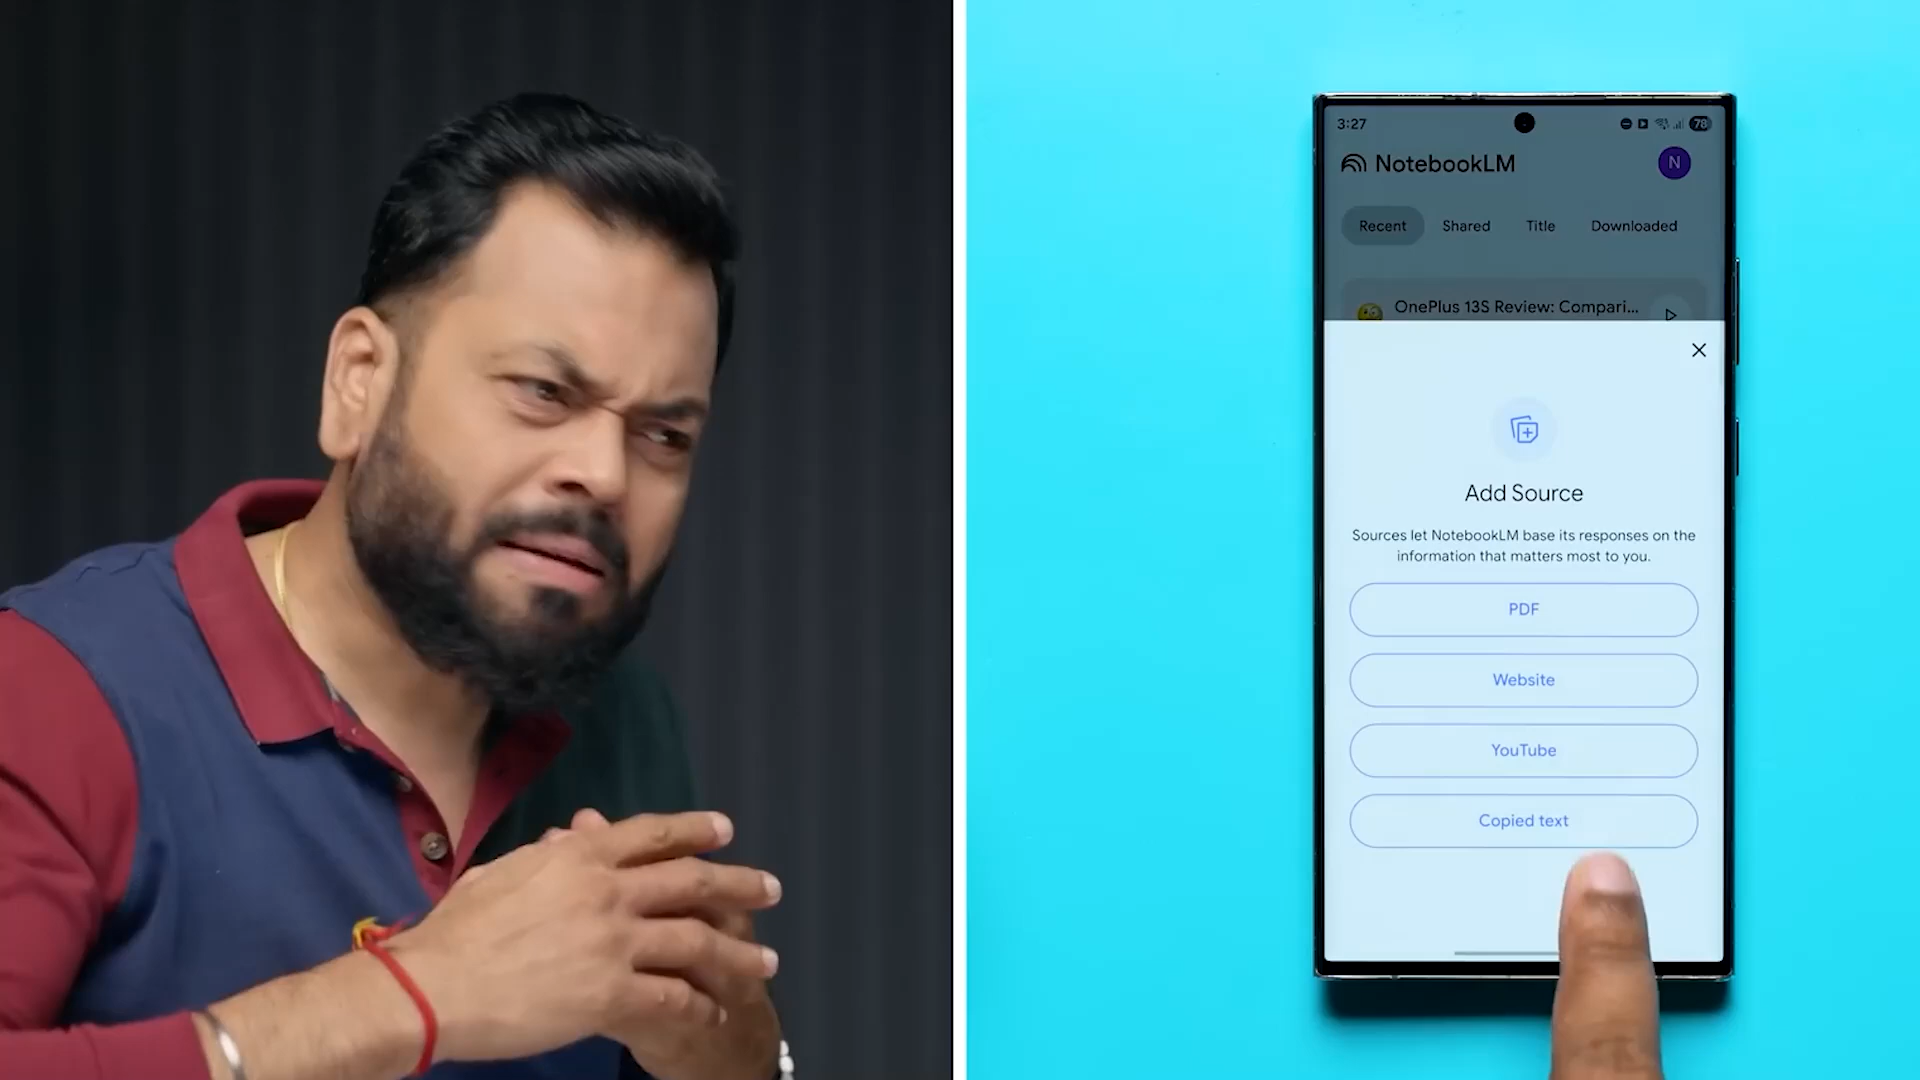 3:27
78
NotebookLM
N
Recent Shared Title Downloaded
OnePlus 13S Review: Compari...
Add Source
Sources let NotebookLM base its responses on the
information that matters most to you.
PDF
Website
YouTube
Copied text